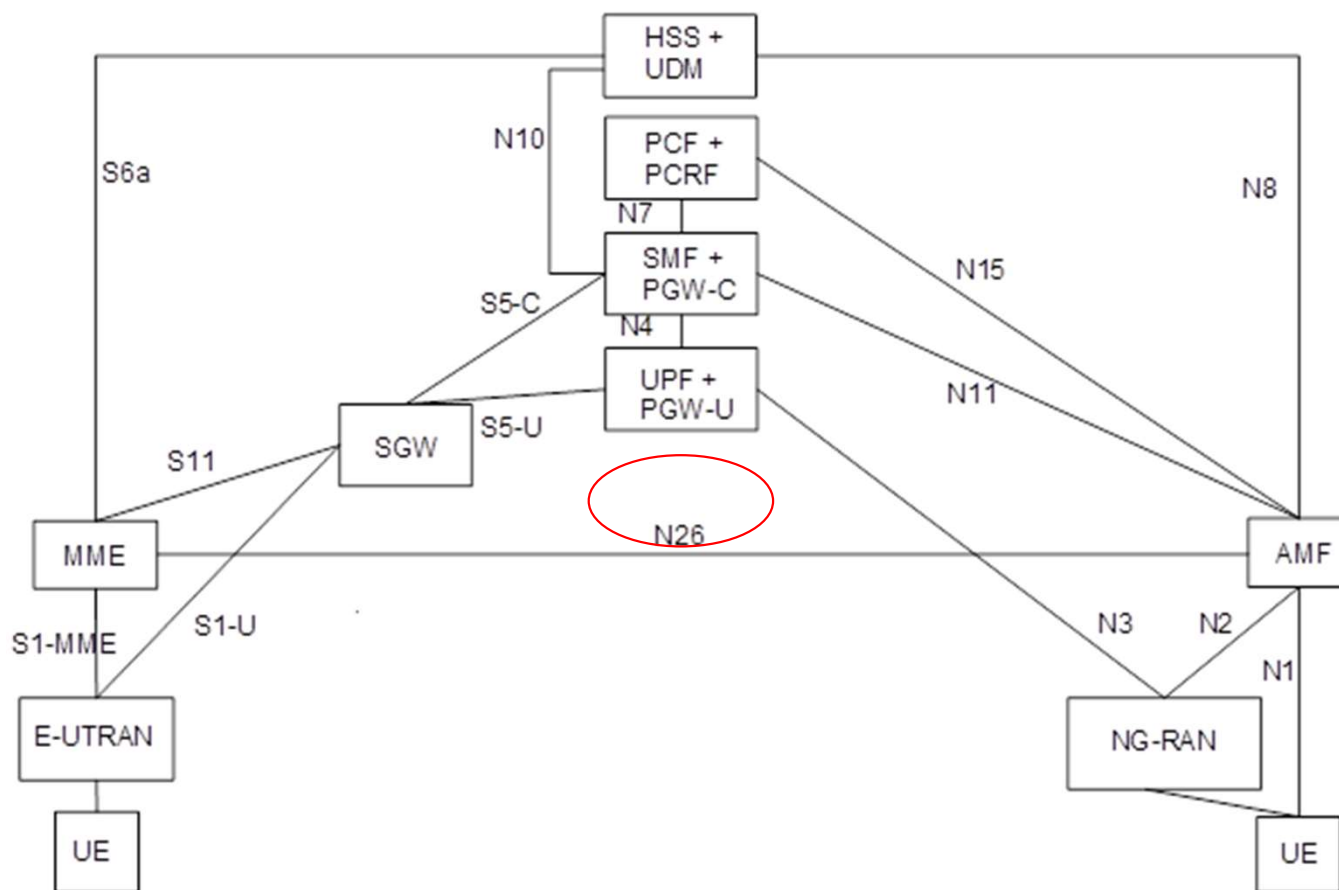 HSS +
UDM
N10
PCF +
PCRF
S6a
N8
N7
SMF +
PGW-C
N15
S5-C
N4
UPF +
PGW-U
N11
S5-U
SGW
S11
N26
MME
AMF
S1-U
N3
N2
S1-MME
N1
E-UTRAN
NG-RAN
UE
UE